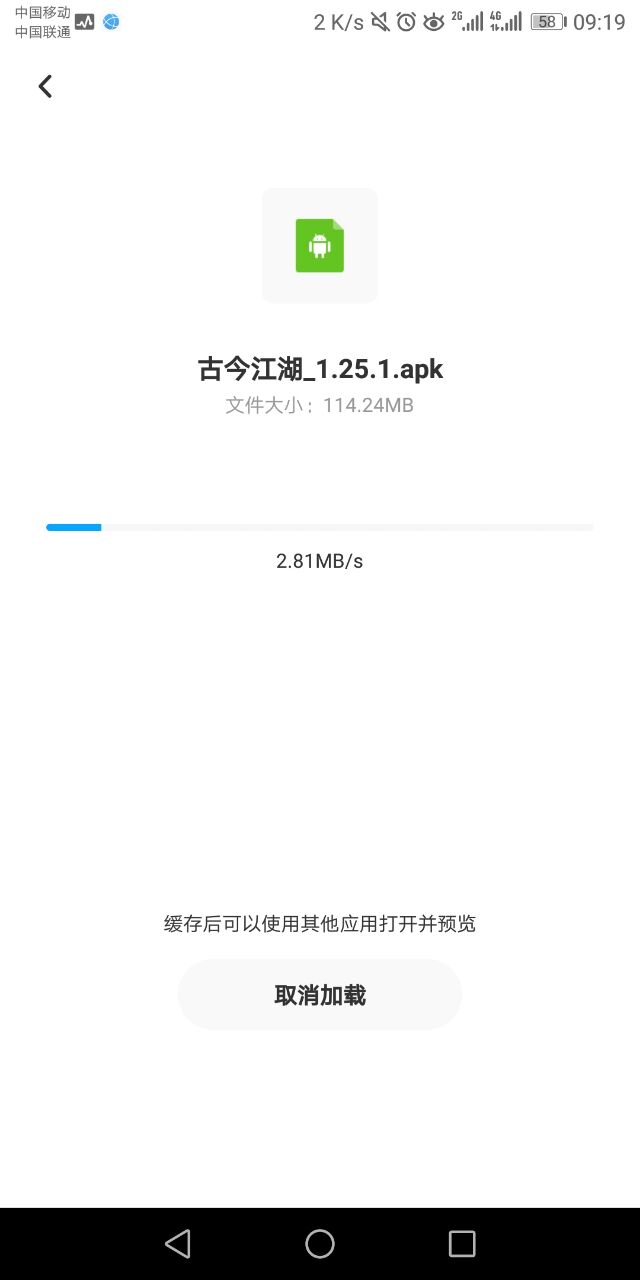 中国移动
中国联通
2 K/s 2G 4G 58 09:19
古今江湖_1.25.1.apk
文件大小：114.24MB
2.81MB/s
缓存后可以使用其他应用打开并预览
取消加载